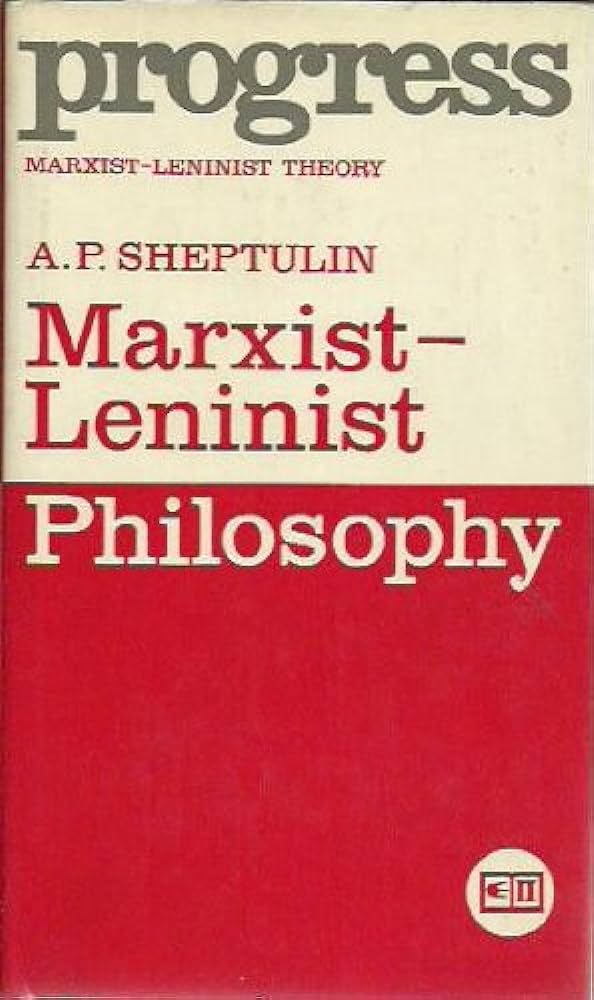 progress
MARXIST-LENINIST THEORY
A.P. SHEPTULIN
Marxist-
Leninist
Philosophy
П